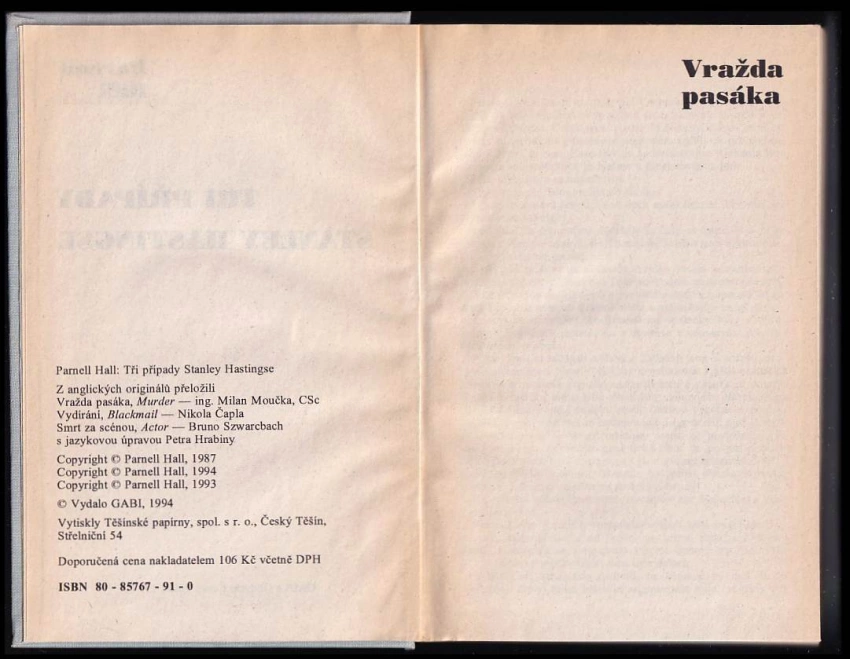 Parnell Hall: Tři případy Stanley Hastingse
Z anglických originálů přeložili
Vražda pasáka, Murder — ing. Milan Moučka, CSc
Vydírání, Blackmail — Nikola Čapla
Smrt za scénou, Actor — Bruno Szwarcbach
s jazykovou úpravou Petra Hrabiny
Copyright © Parnell Hall, 1987
Copyright © Parnell Hall, 1994
Copyright © Parnell Hall, 1993
© Vydalo GABI, 1994
Vytiskly Těšínské papírny, spol. s r. o., Český Těšín,
Střelniční 54
Doporučená cena nakladatelem 106 Kč včetně DPH
ISBN 80 - 85767 - 91 - 0
Vražda
pasáka